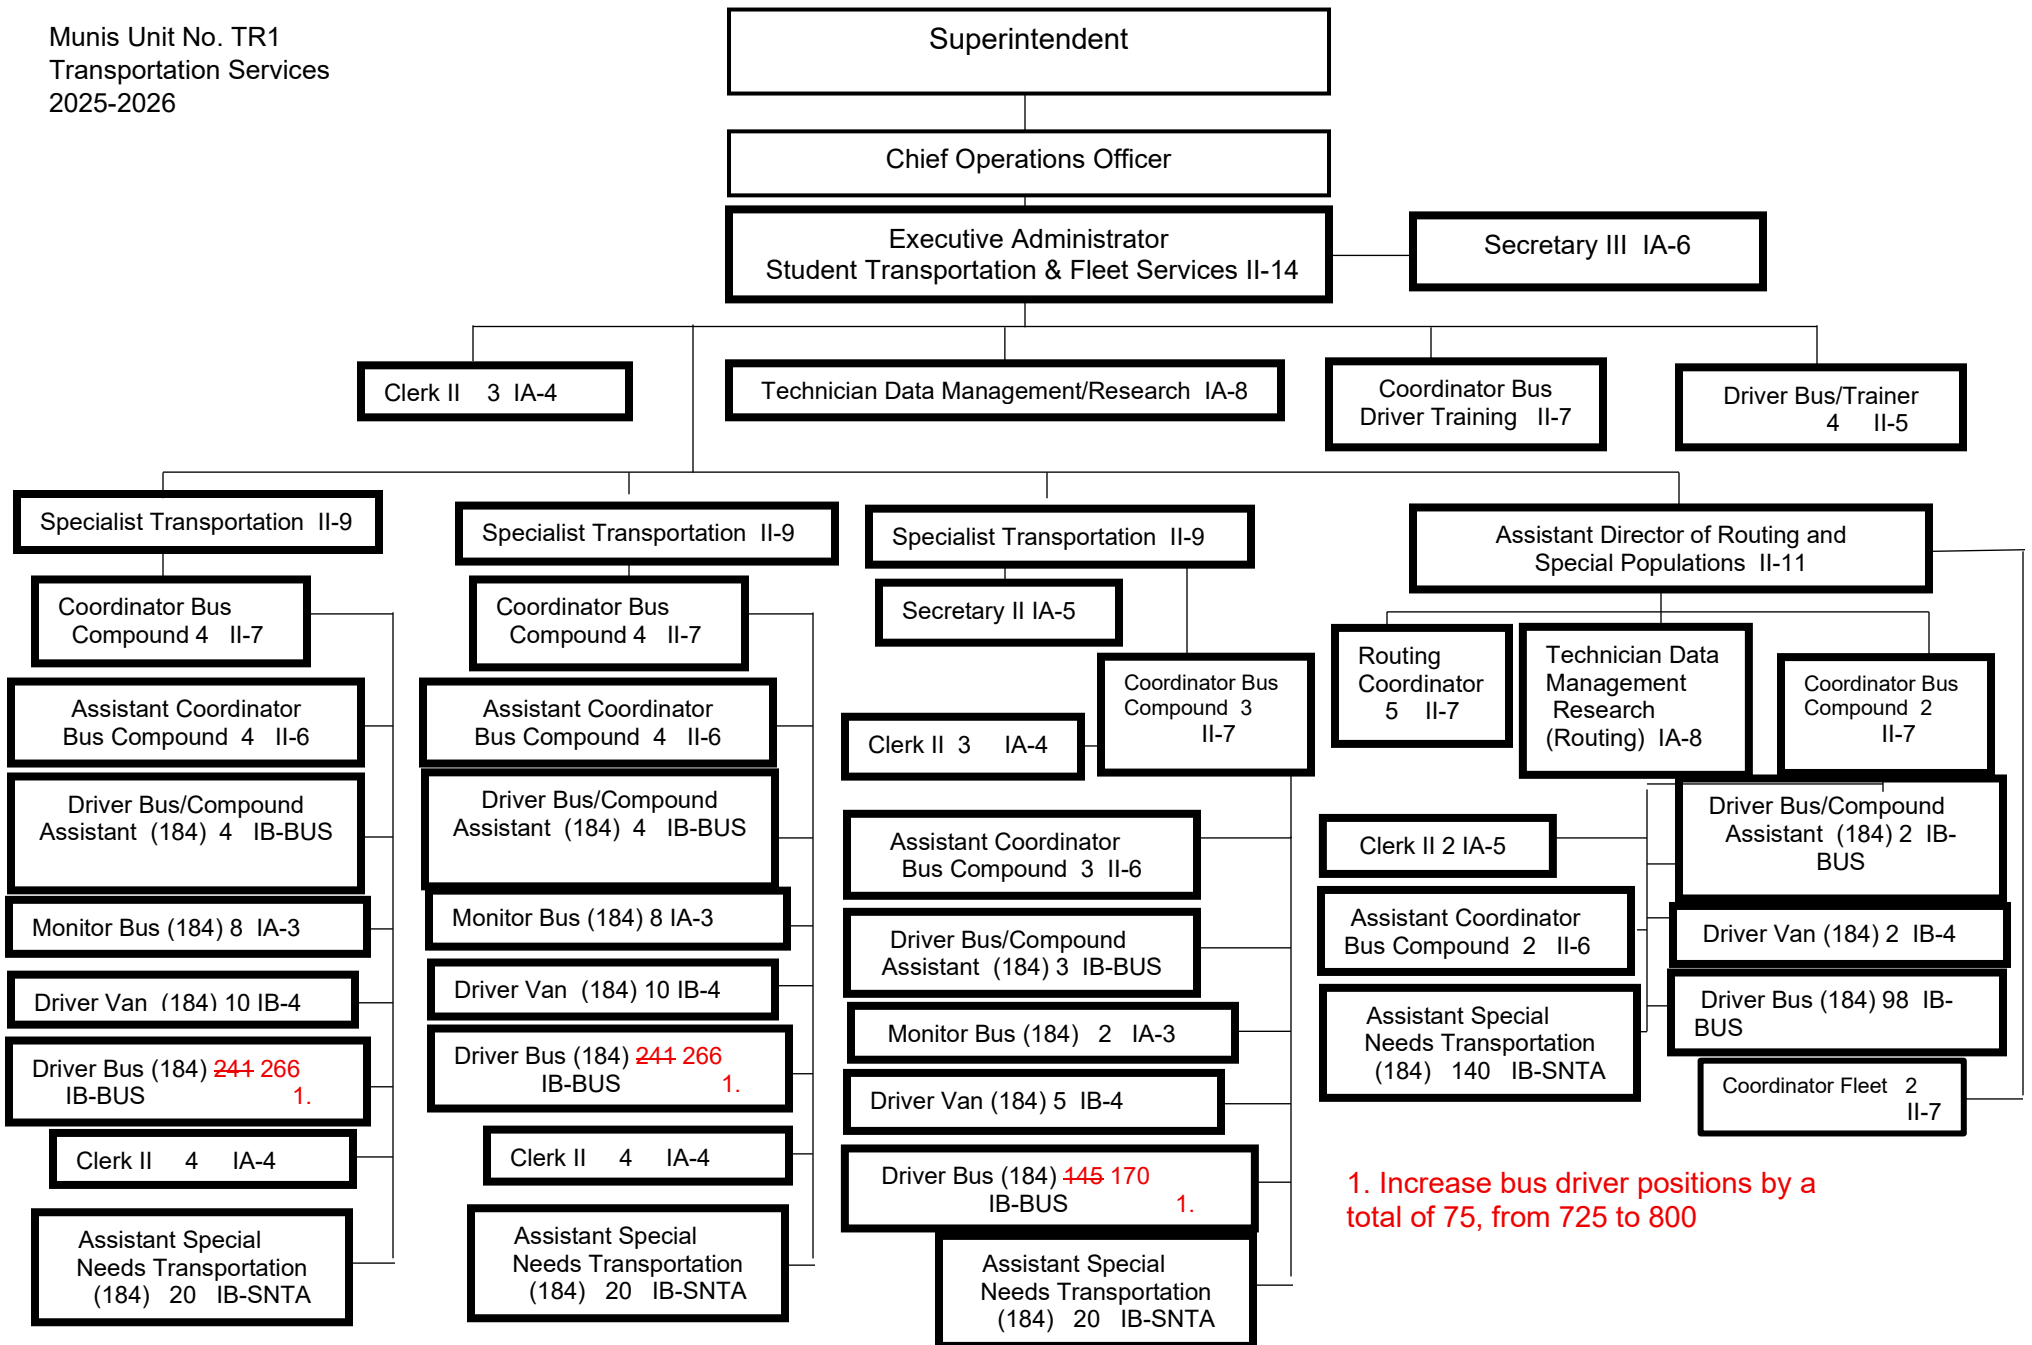 Munis Unit No. TR1
Transportation Services
2025-2026
Superintendent
Chief Operations Officer
Executive Administrator
Student Transportation & Fleet Services II-14
Secretary III IA-6
Clerk II 3 IA-4
Technician Data Management/Research IA-8
Coordinator Bus
Driver Training II-7
Driver Bus/Trainer
4 II-5
Specialist Transportation II-9
Coordinator Bus
Compound 4 II-7
Assistant Coordinator
Bus Compound 4 II-6
Driver Bus/Compound
Assistant (184) 4 IB-BUS
Monitor Bus (184) 8 IA-3
Driver Van (184) 10 IB-4
Driver Bus (184) 241 266
IB-BUS 1.
Clerk II 4 IA-4
Assistant Special
Needs Transportation
(184) 20 IB-SNTA
Specialist Transportation II-9
Coordinator Bus
Compound 4 II-7
Assistant Coordinator
Bus Compound 4 II-6
Driver Bus/Compound
Assistant (184) 4 IB-BUS
Monitor Bus (184) 8 IA-3
Driver Van (184) 10 IB-4
Driver Bus (184) 241 266
IB-BUS 1.
Clerk II 4 IA-4
Assistant Special
Needs Transportation
(184) 20 IB-SNTA
Specialist Transportation II-9
Secretary II IA-5
Coordinator Bus
Compound 3
II-7
Clerk II 3 IA-4
Assistant Coordinator
Bus Compound 3 II-6
Driver Bus/Compound
Assistant (184) 3 IB-BUS
Monitor Bus (184) 2 IA-3
Driver Van (184) 5 IB-4
Driver Bus (184) 145 170
IB-BUS 1.
Assistant Special
Needs Transportation
(184) 20 IB-SNTA
Assistant Director of Routing and
Special Populations II-11
Routing
Coordinator
5 II-7
Technician Data
Management
Research
(Routing) IA-8
Coordinator Bus
Compound 2
II-7
Clerk II 2 IA-5
Assistant Coordinator
Bus Compound 2 II-6
Assistant Special
Needs Transportation
(184) 140 IB-SNTA
Driver Bus/Compound
Assistant (184) 2 IB-
BUS
Driver Van (184) 2 IB-4
Driver Bus (184) 98 IB-
BUS
Coordinator Fleet 2
II-7
1. Increase bus driver positions by a
total of 75, from 725 to 800